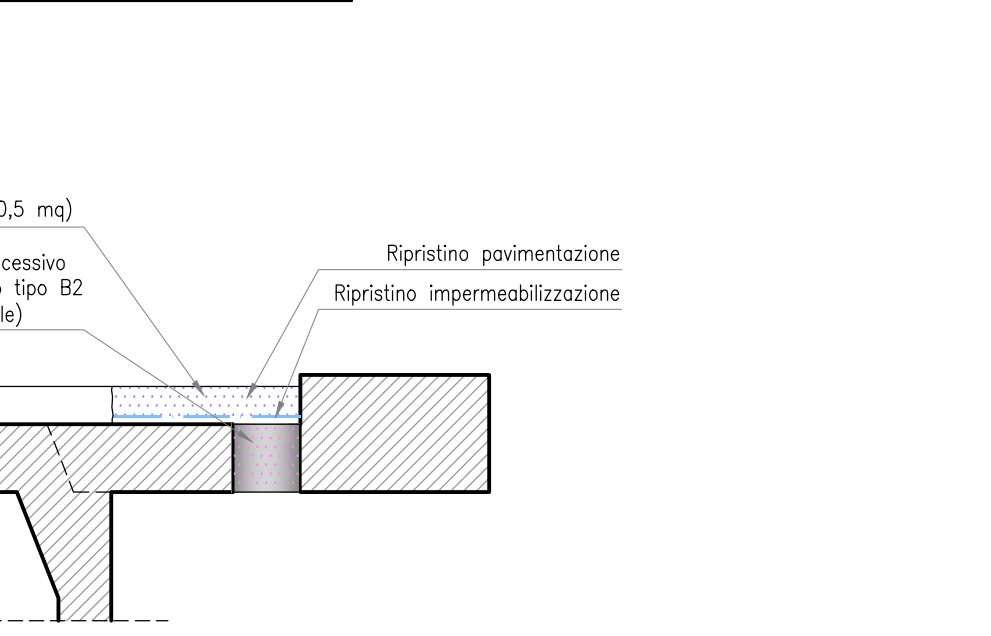 0,5 mq)
cessivo
tipo B2
le)
Ripristino pavimentazione
Ripristino impermeabilizzazione